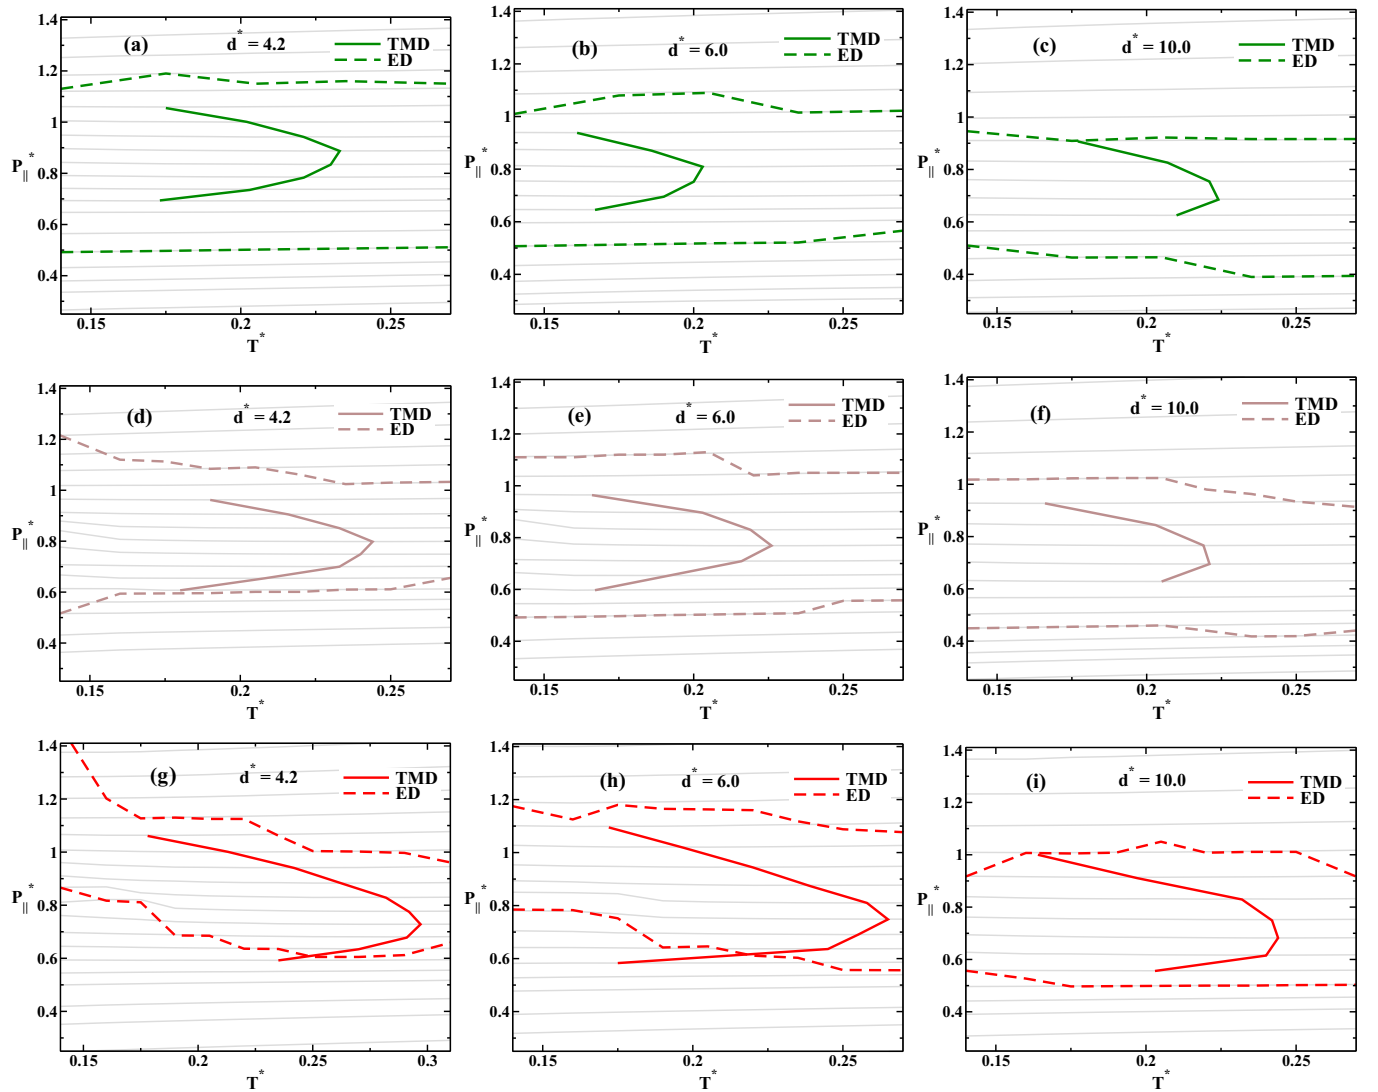 1.4
(a)
d* = 4.2
TMD
ED
1.2
1
P||*
0.8
0.6
0.4
0.15
0.2
0.25
T*
1.4
(b)
d* = 6.0
TMD
ED
1.2
1
P||*
0.8
0.6
0.4
0.15
0.2
0.25
T*
1.4
(c)
d* = 10.0
TMD
ED
1.2
1
P||*
0.8
0.6
0.4
0.15
0.2
0.25
T*
1.4
(d)
d* = 4.2
TMD
ED
1.2
1
P||*
0.8
0.6
0.4
0.15
0.2
0.25
T*
1.4
(e)
d* = 6.0
TMD
ED
1.2
1
P||*
0.8
0.6
0.4
0.15
0.2
0.25
T*
1.4
(f)
d* = 10.0
TMD
ED
1.2
1
P||*
0.8
0.6
0.4
0.15
0.2
0.25
T*
1.4
(g)
d* = 4.2
TMD
ED
1.2
1
P||*
0.8
0.6
0.4
0.15
0.2
0.25
0.3
T*
1.4
(h)
d* = 6.0
TMD
ED
1.2
1
P||*
0.8
0.6
0.4
0.15
0.2
0.25
T*
1.4
(i)
d* = 10.0
TMD
ED
1.2
1
P||*
0.8
0.6
0.4
0.15
0.2
0.25
T*